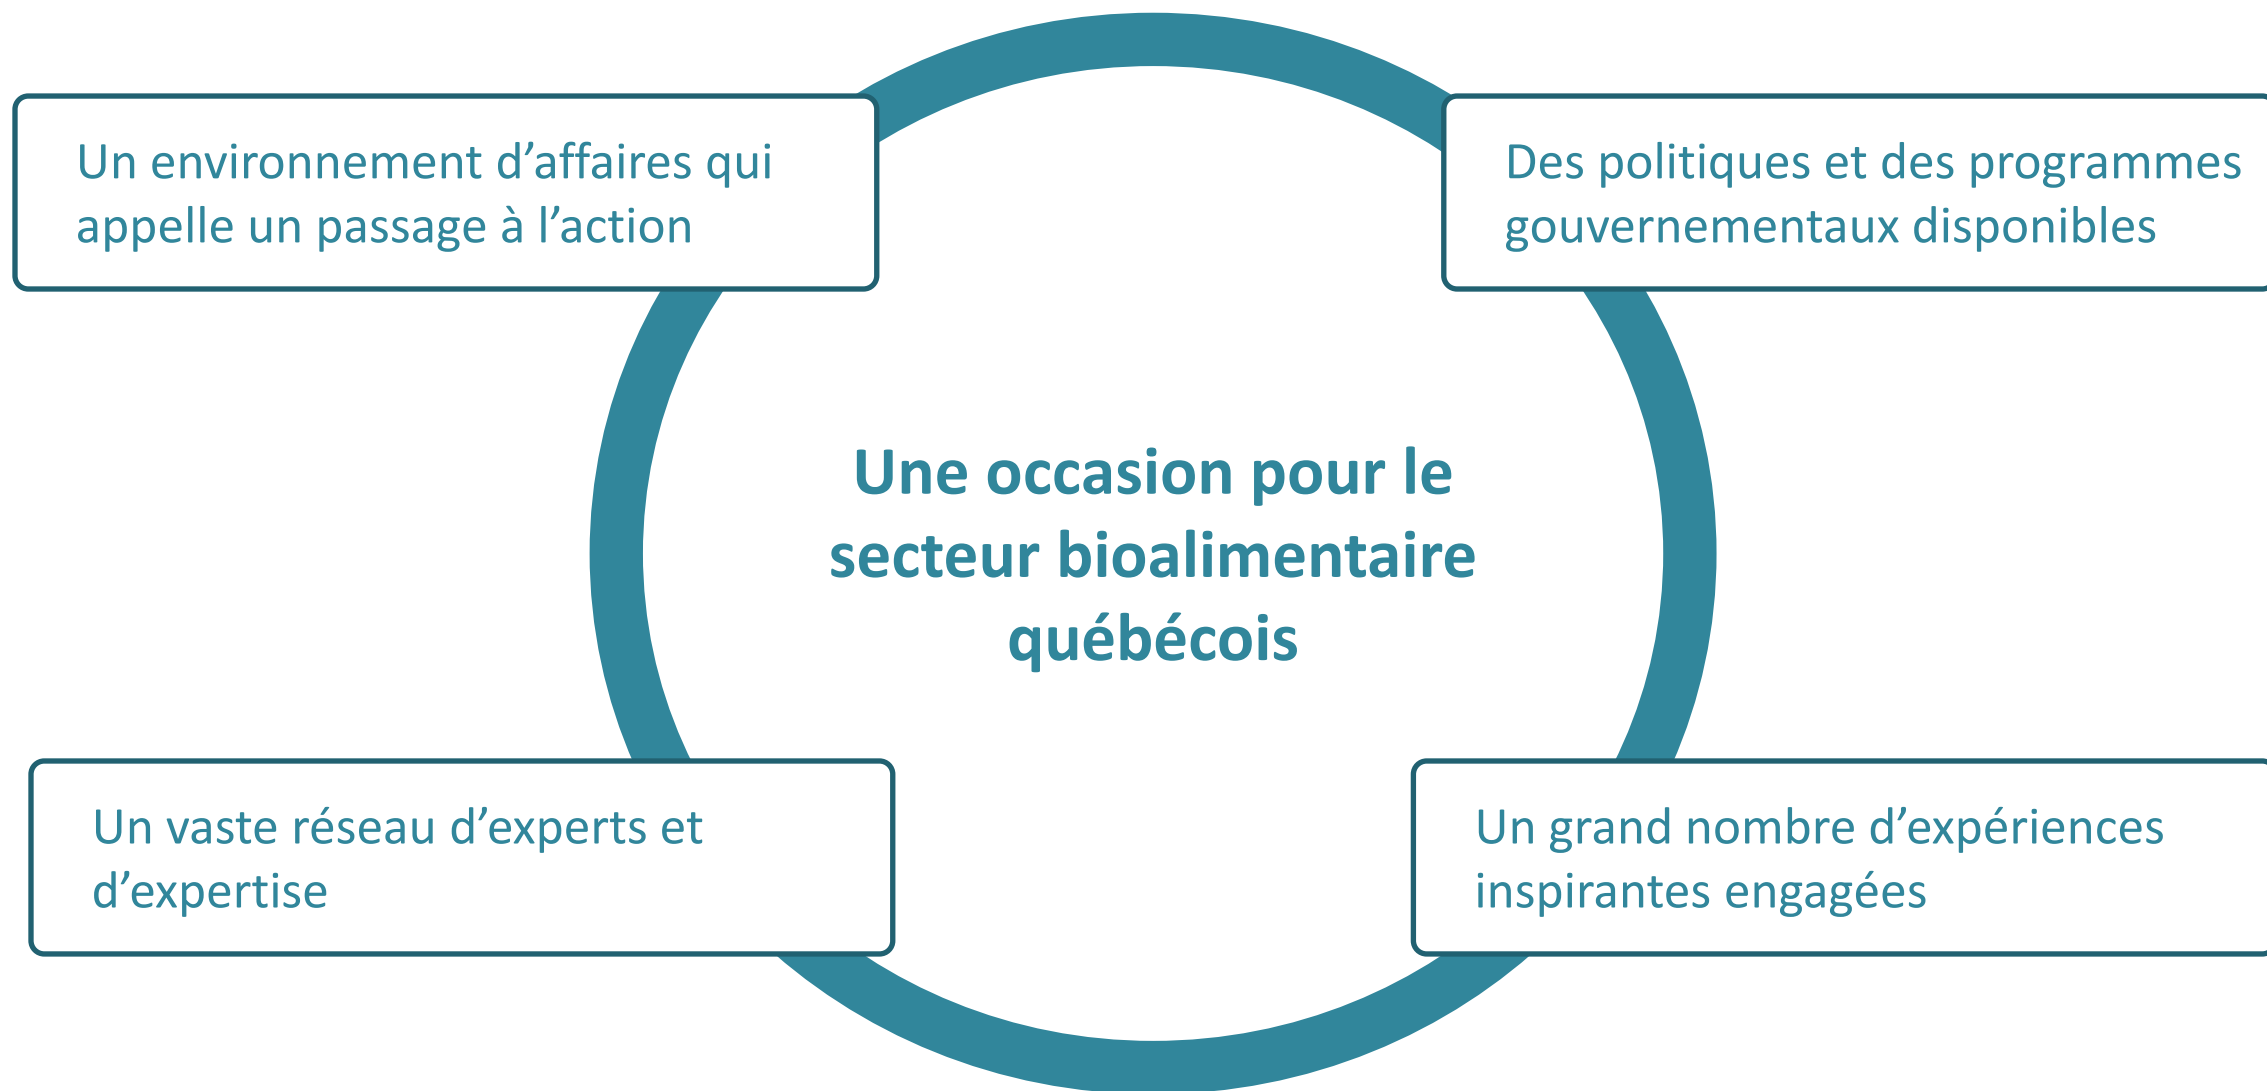 Un environnement d’affaires qui
appelle un passage à l’action
Des politiques et des programmes
gouvernementaux disponibles
Une occasion pour le
secteur bioalimentaire
québécois
Un vaste réseau d’experts et
d’expertise
Un grand nombre d’expériences
inspirantes engagées